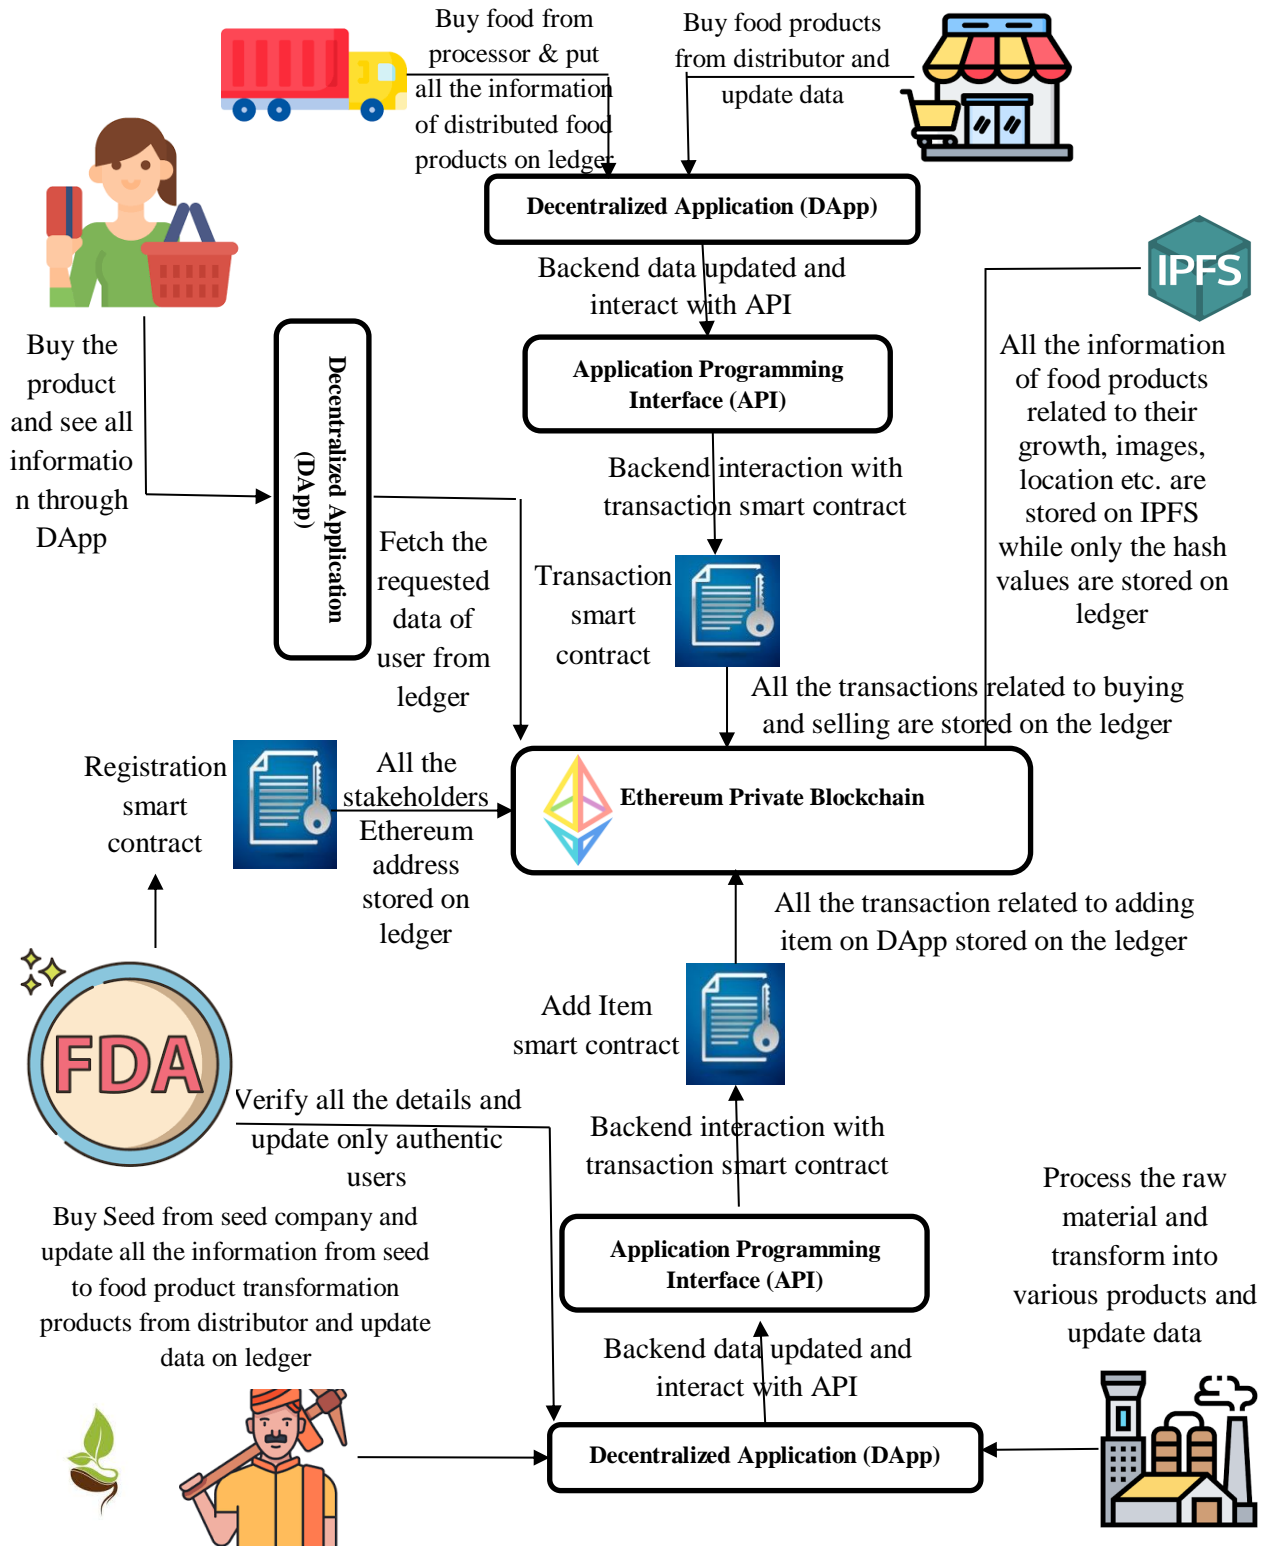 Buy food from
processor & put
all the information
of distributed food
products on ledger
Buy food products
from distributor and
update data
Decentralized Application (DApp)
Backend data updated and
interact with API
IPFS
Application Programming
Interface (API)
Buy the
product
and see all
informatio
n through
DApp
Decentralized Application
(DApp)
All the information
of food products
related to their
growth, images,
location etc. are
stored on IPFS
while only the hash
values are stored on
ledger
Backend interaction with
transaction smart contract
Fetch the
requested
data of
user from
ledger
Transaction
smart
contract
All the transactions related to buying
and selling are stored on the ledger
Registration
smart
contract
All the
stakeholders
Ethereum
address
stored on
ledger
Ethereum Private Blockchain
All the transaction related to adding
item on DApp stored on the ledger
Add Item
smart contract
FDA
Verify all the details and
update only authentic
users
Backend interaction with
transaction smart contract
Buy Seed from seed company and
update all the information from seed
to food product transformation
products from distributor and update
data on ledger
Application Programming
Interface (API)
Process the raw
material and
transform into
various products and
update data
Backend data updated and
interact with API
Decentralized Application (DApp)